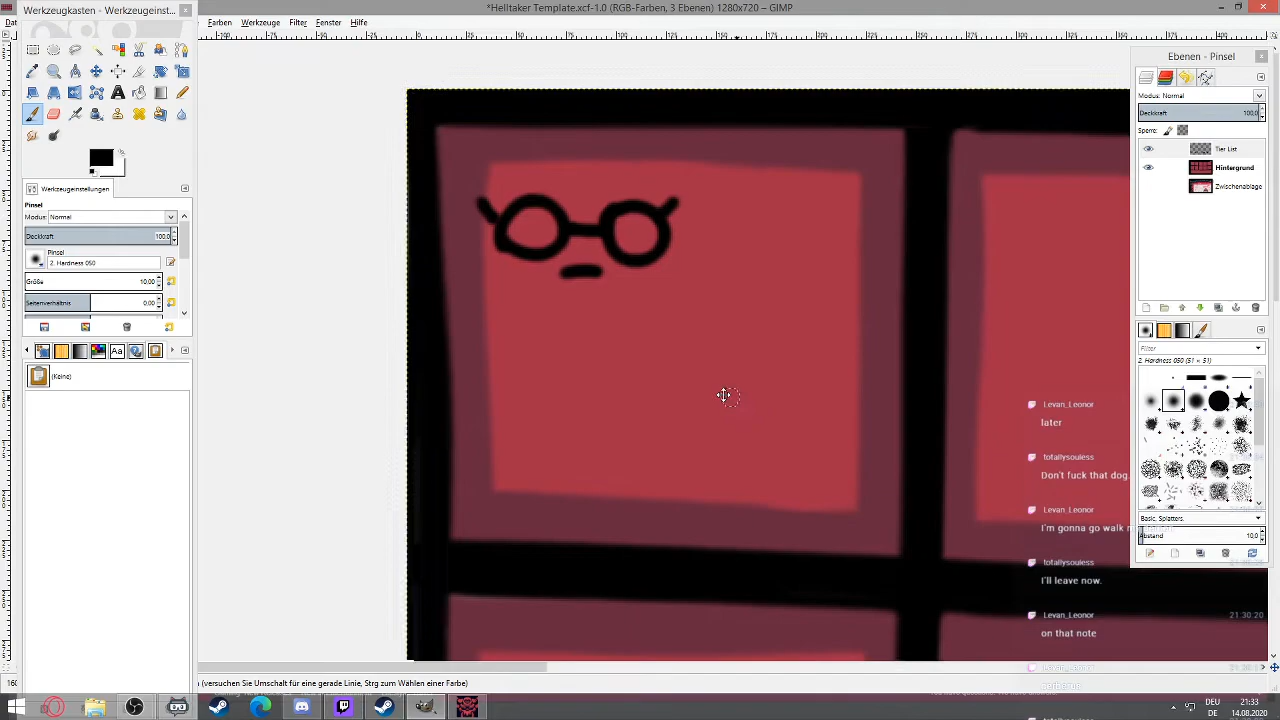 Werkzeugkasten - Werkzeugeinst...
*Helltaker Template.xcf-1.0 (RGB-Farben, 3 Ebenen) 1280x720 – GIMP
Farben Werkzeuge Filter Fenster Hilfe
Ebenen - Pinsel
Modus: Normal
Deckkraft 100.0
Sperre:
Tier List
Hintergrund
Zwichenablage
Werkzeugeinstellungen
Pinsel
Modus: Normal
Deckkraft 100.0
Pinsel
2. Hardness 050
Größe 10.00
Seitenverhältnis 0.00
(Keine)
Filter
2. Hardness 050 (51 × 51)
Basic, Splatters,
Abstand 10.0
Levan_Leonor
later
totallysouless
Don't fuck that dog.
Levan_Leonor
I'm gonna go walk
totallysouless
I'll leave now.
Levan_Leonor 21:30:20
on that note
(versuchen Sie Umschalt für eine gerade Linie, Strg zum Wählen einer Farbe)
DEU 21:33
DE 14.08.2020